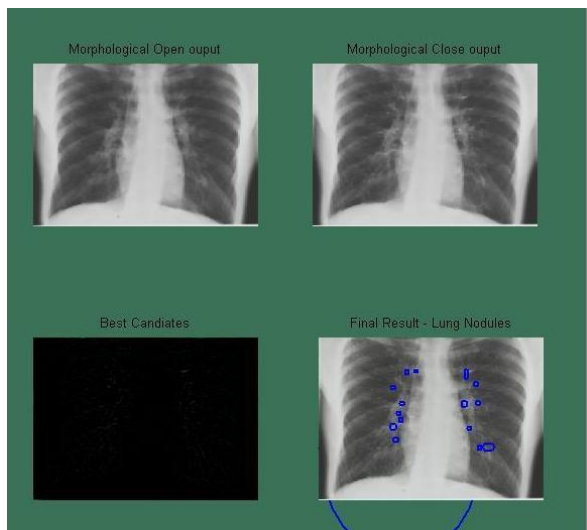 Morphological Open ouput
Morphological Close ouput
Best Candiates
Final Result - Lung Nodules